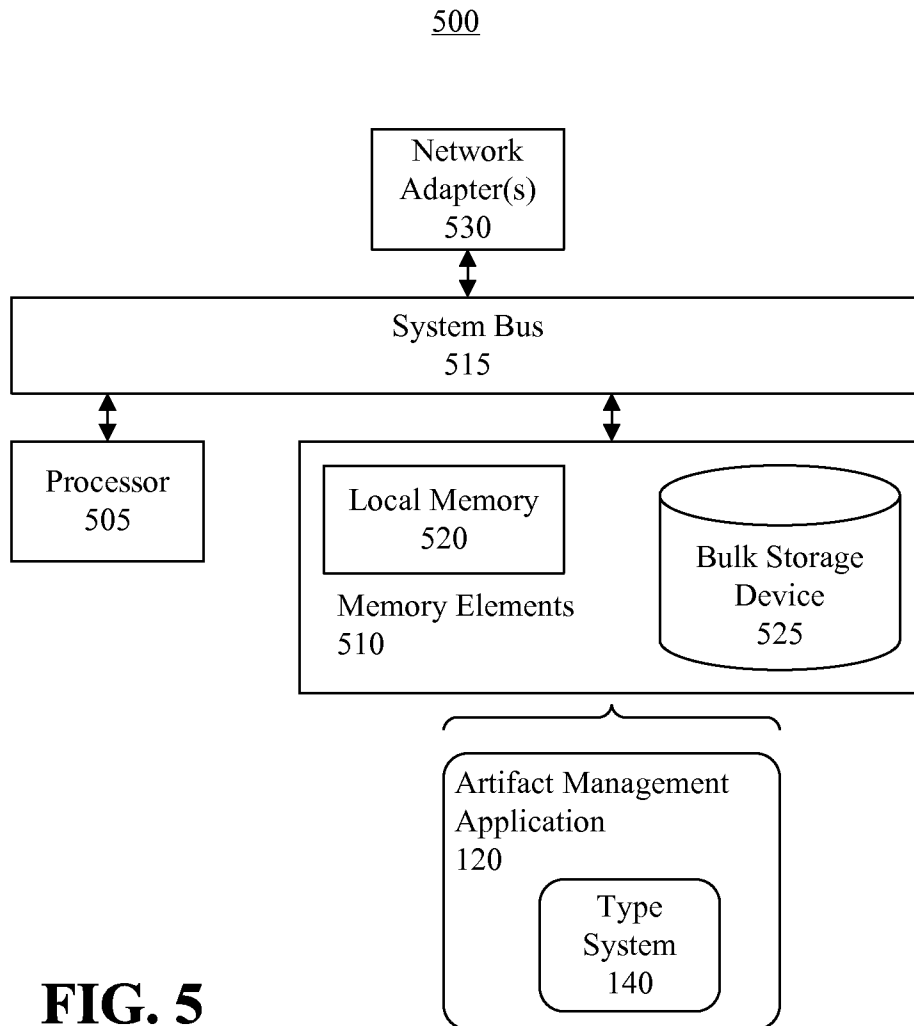 500
Network
Adapter(s)
530
System Bus
515
Processor
505
Local Memory
520
Memory Elements
510
Bulk Storage
Device
525
Artifact Management
Application
120
Type
System
140
FIG. 5